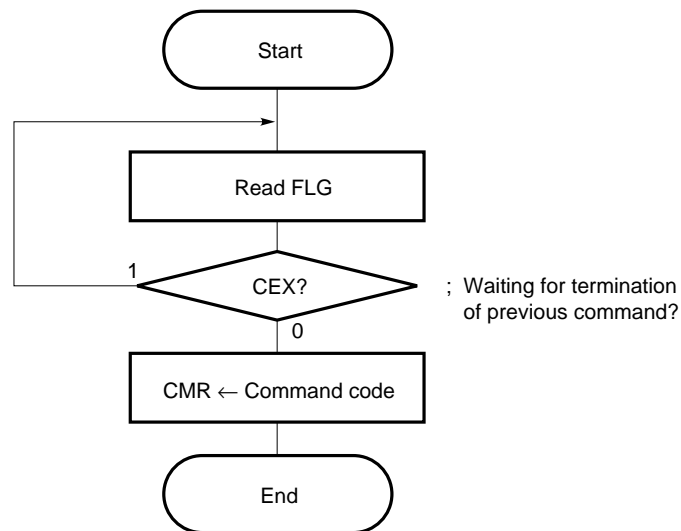 Start
Read FLG
1
CEX?
; Waiting for termination
of previous command?
0
CMR ← Command code
End